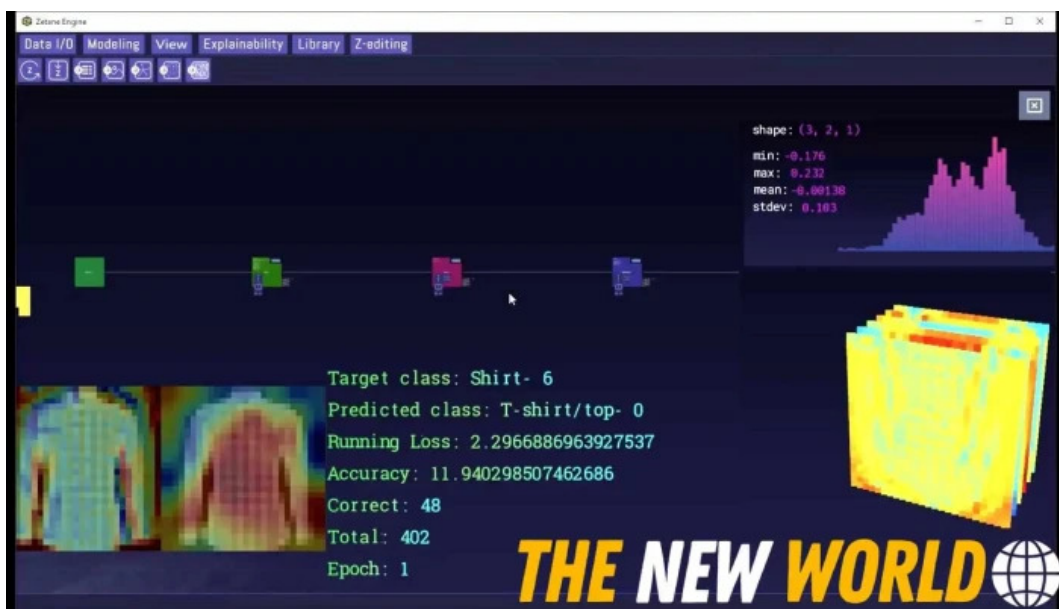 Zetane Engine
Data I/O Modeling View Explainability Library Z-editing
shape: (3, 2, 1)
min: -0.176
max: 0.232
mean: -0.00138
stdev: 0.103
Target class: Shirt- 6
Predicted class: T-shirt/top- 0
Running Loss: 2.2966886963927537
Accuracy: 11.940298507462686
Correct: 48
Total: 402
Epoch: 1
THE NEW WORLD